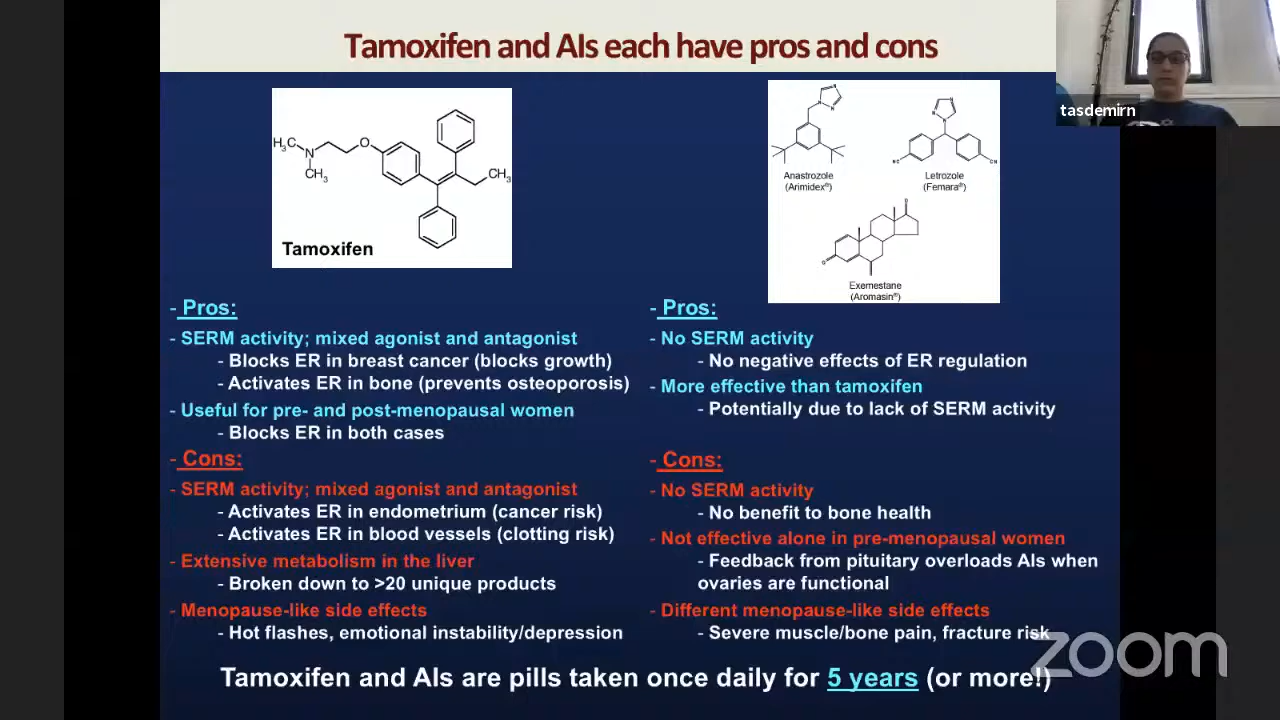 Tamoxifen and AIs each have pros and cons
tasdemirn
H₃C
N
CH₃
O
CH₃
Tamoxifen
N
N
N
Anastrozole
(Arimidex®)
Letrozole
(Femara®)
O
O
Exemestane
(Aromasin®)
- Pros:
- SERM activity; mixed agonist and antagonist
- Blocks ER in breast cancer (blocks growth)
- Activates ER in bone (prevents osteoporosis)
- Useful for pre- and post-menopausal women
- Blocks ER in both cases
- Cons:
- SERM activity; mixed agonist and antagonist
- Activates ER in endometrium (cancer risk)
- Activates ER in blood vessels (clotting risk)
- Extensive metabolism in the liver
- Broken down to >20 unique products
- Menopause-like side effects
- Hot flashes, emotional instability/depression
- Pros:
- No SERM activity
- No negative effects of ER regulation
- More effective than tamoxifen
- Potentially due to lack of SERM activity
- Cons:
- No SERM activity
- No benefit to bone health
- Not effective alone in pre-menopausal women
- Feedback from pituitary overloads AIs when
ovaries are functional
- Different menopause-like side effects
- Severe muscle/bone pain, fracture risk
Tamoxifen and AIs are pills taken once daily for 5 years (or more!)
zoom